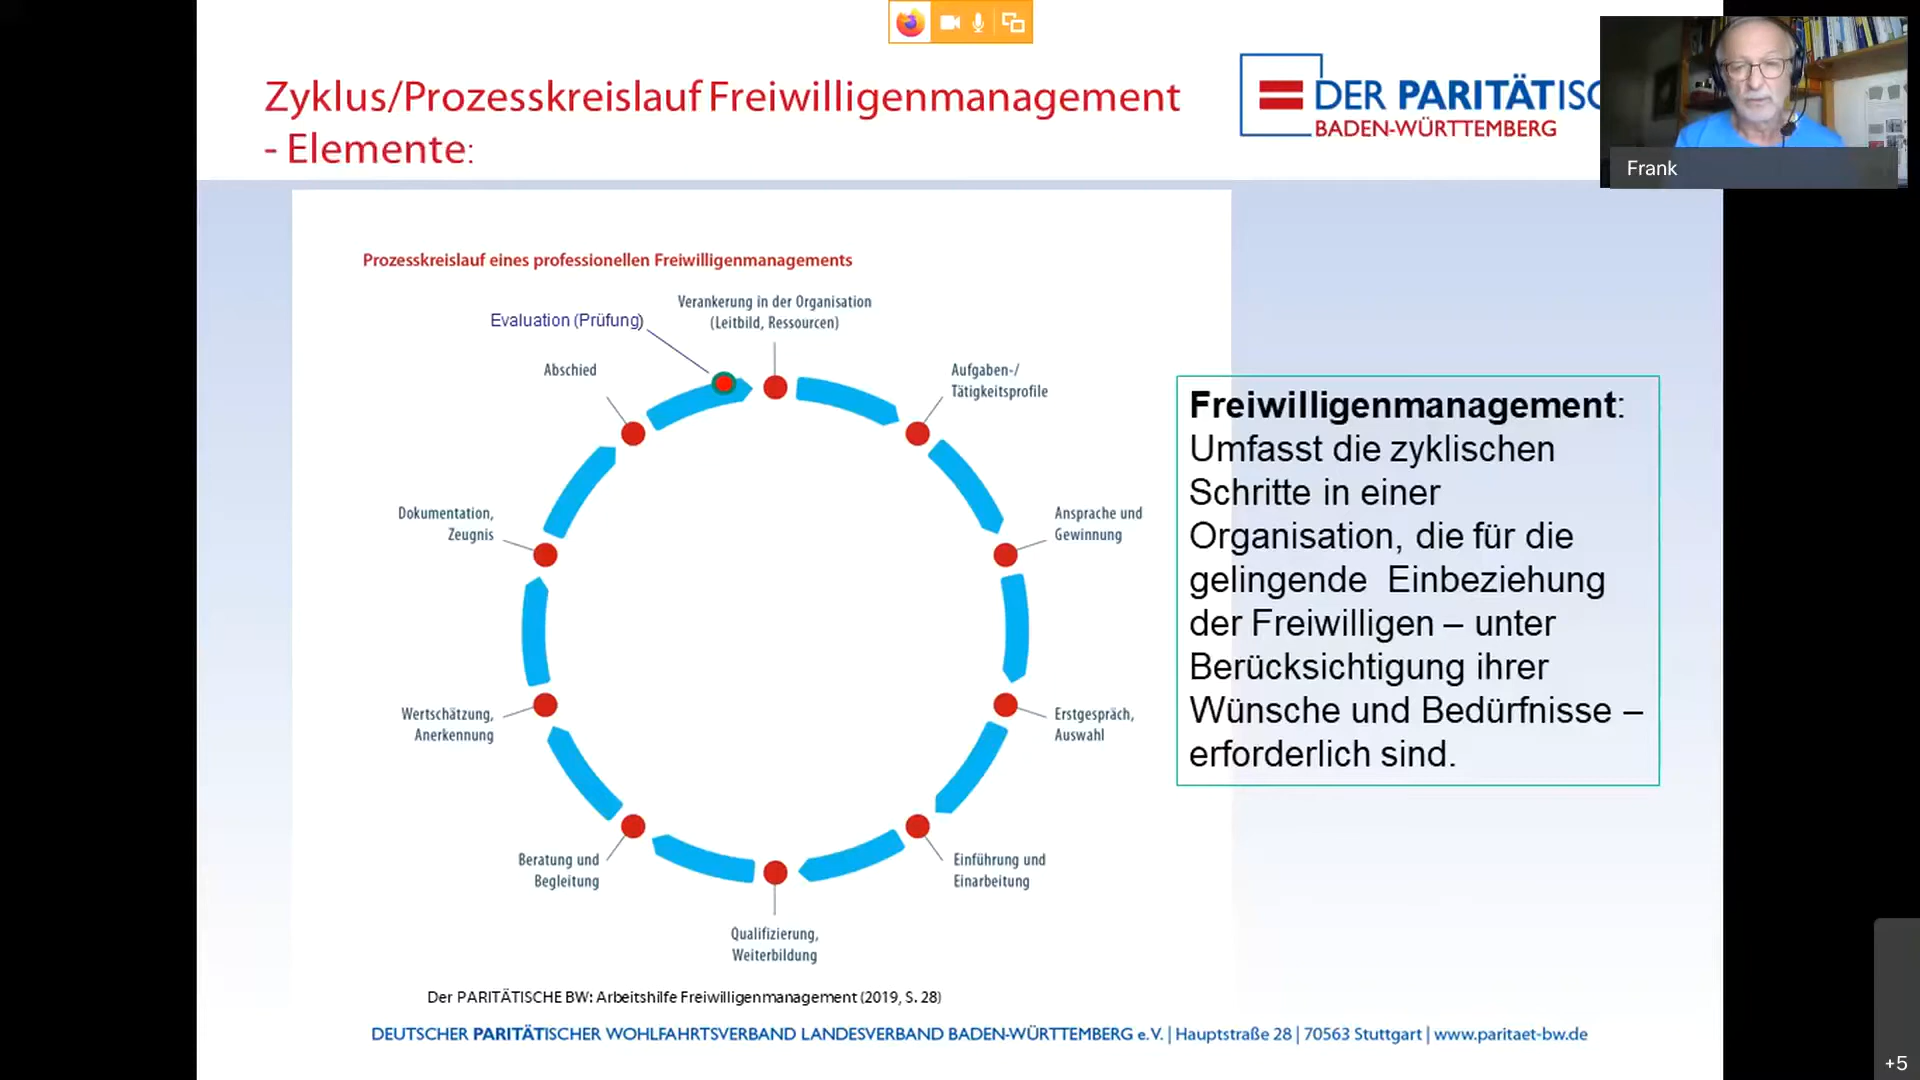 Zyklus/Prozesskreislauf Freiwilligenmanagement
- Elemente:
DER PARITÄTISC
BADEN-WÜRTTEMBERG
Frank
Prozesskreislauf eines professionellen Freiwilligenmanagements
Verankerung in der Organisation
(Leitbild, Ressourcen)
Evaluation (Prüfung)
Abschied
Aufgaben-/
Tätigkeitsprofile
Dokumentation,
Zeugnis
Ansprache und
Gewinnung
Wertschätzung,
Anerkennung
Erstgespräch,
Auswahl
Beratung und
Begleitung
Einführung und
Einarbeitung
Qualifizierung,
Weiterbildung
Freiwilligenmanagement:
Umfasst die zyklischen
Schritte in einer
Organisation, die für die
gelingende Einbeziehung
der Freiwilligen – unter
Berücksichtigung ihrer
Wünsche und Bedürfnisse –
erforderlich sind.
Der PARITÄTISCHE BW: Arbeitshilfe Freiwilligenmanagement (2019, S. 28)
DEUTSCHER PARITÄTISCHER WOHLFAHRTSVERBAND LANDESVERBAND BADEN-WÜRTTEMBERG e.V. | Hauptstraße 28 | 70563 Stuttgart | www.paritaet-bw.de
+5